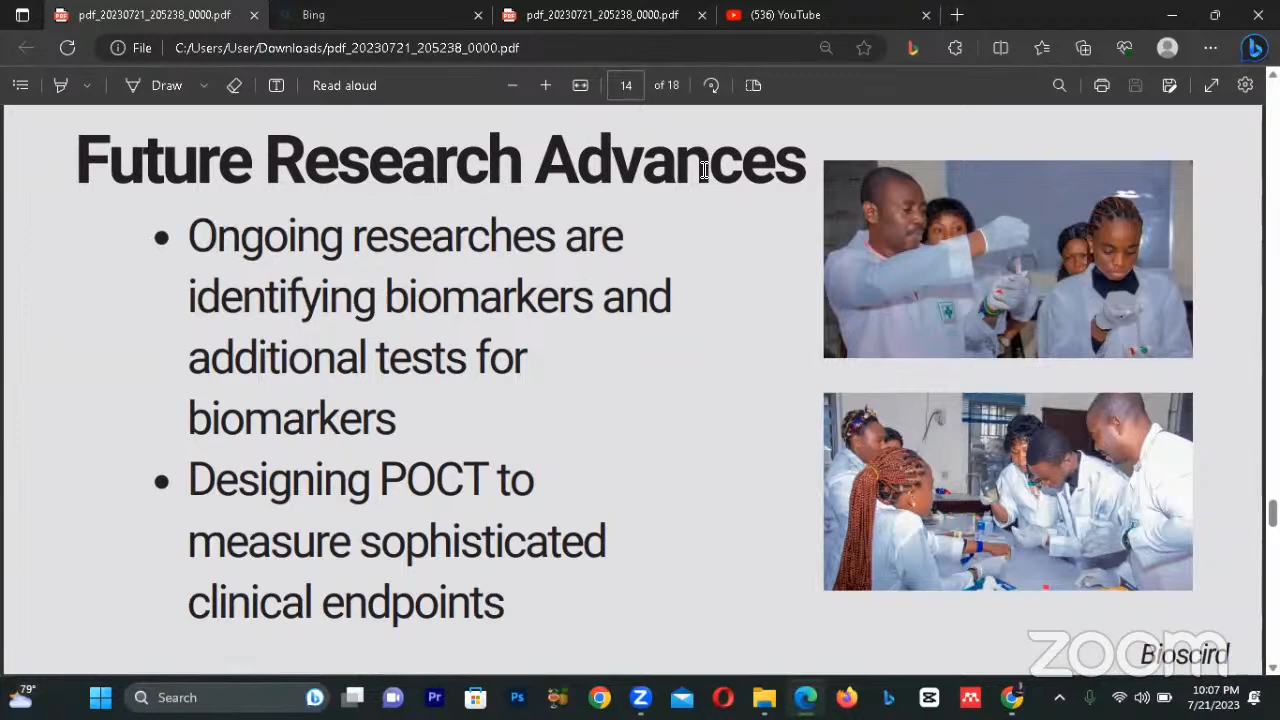 pdf_20230721_205238_0000.pdf
Bing
pdf_20230721_205238_0000.pdf
(516) YouTube
File
C:/Users/User/Downloads/pdf_20230721_205238_0000.pdf
Draw
Read aloud
14
of 18
Future Research Advances
Ongoing researches are
identifying biomarkers and
additional tests for
biomarkers
Designing POCT to
measure sophisticated
clinical endpoints
zoom
Bioscird
79°
Search
10:07 PM
7/21/2023